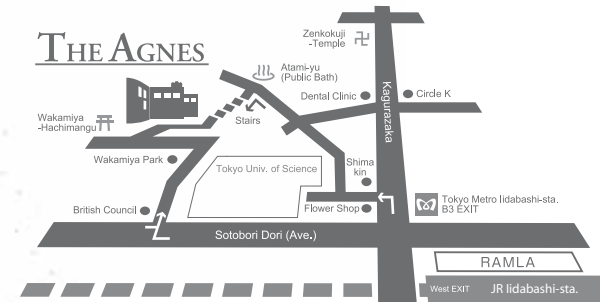 Zenkokuji
-Temple
THE AGNES
Atami-yu
(Public Bath)
Dental Clinic
Circle K
Kagurazaka
Wakamiya
-Hachimangu
Stairs
Wakamiya Park
Tokyo Univ. of Science
Shima
kin
British Council
Flower Shop
Tokyo Metro Iidabashi-sta.
B3 EXIT
Sotobori Dori (Ave.)
RAMLA
West EXIT
JR Iidabashi-sta.